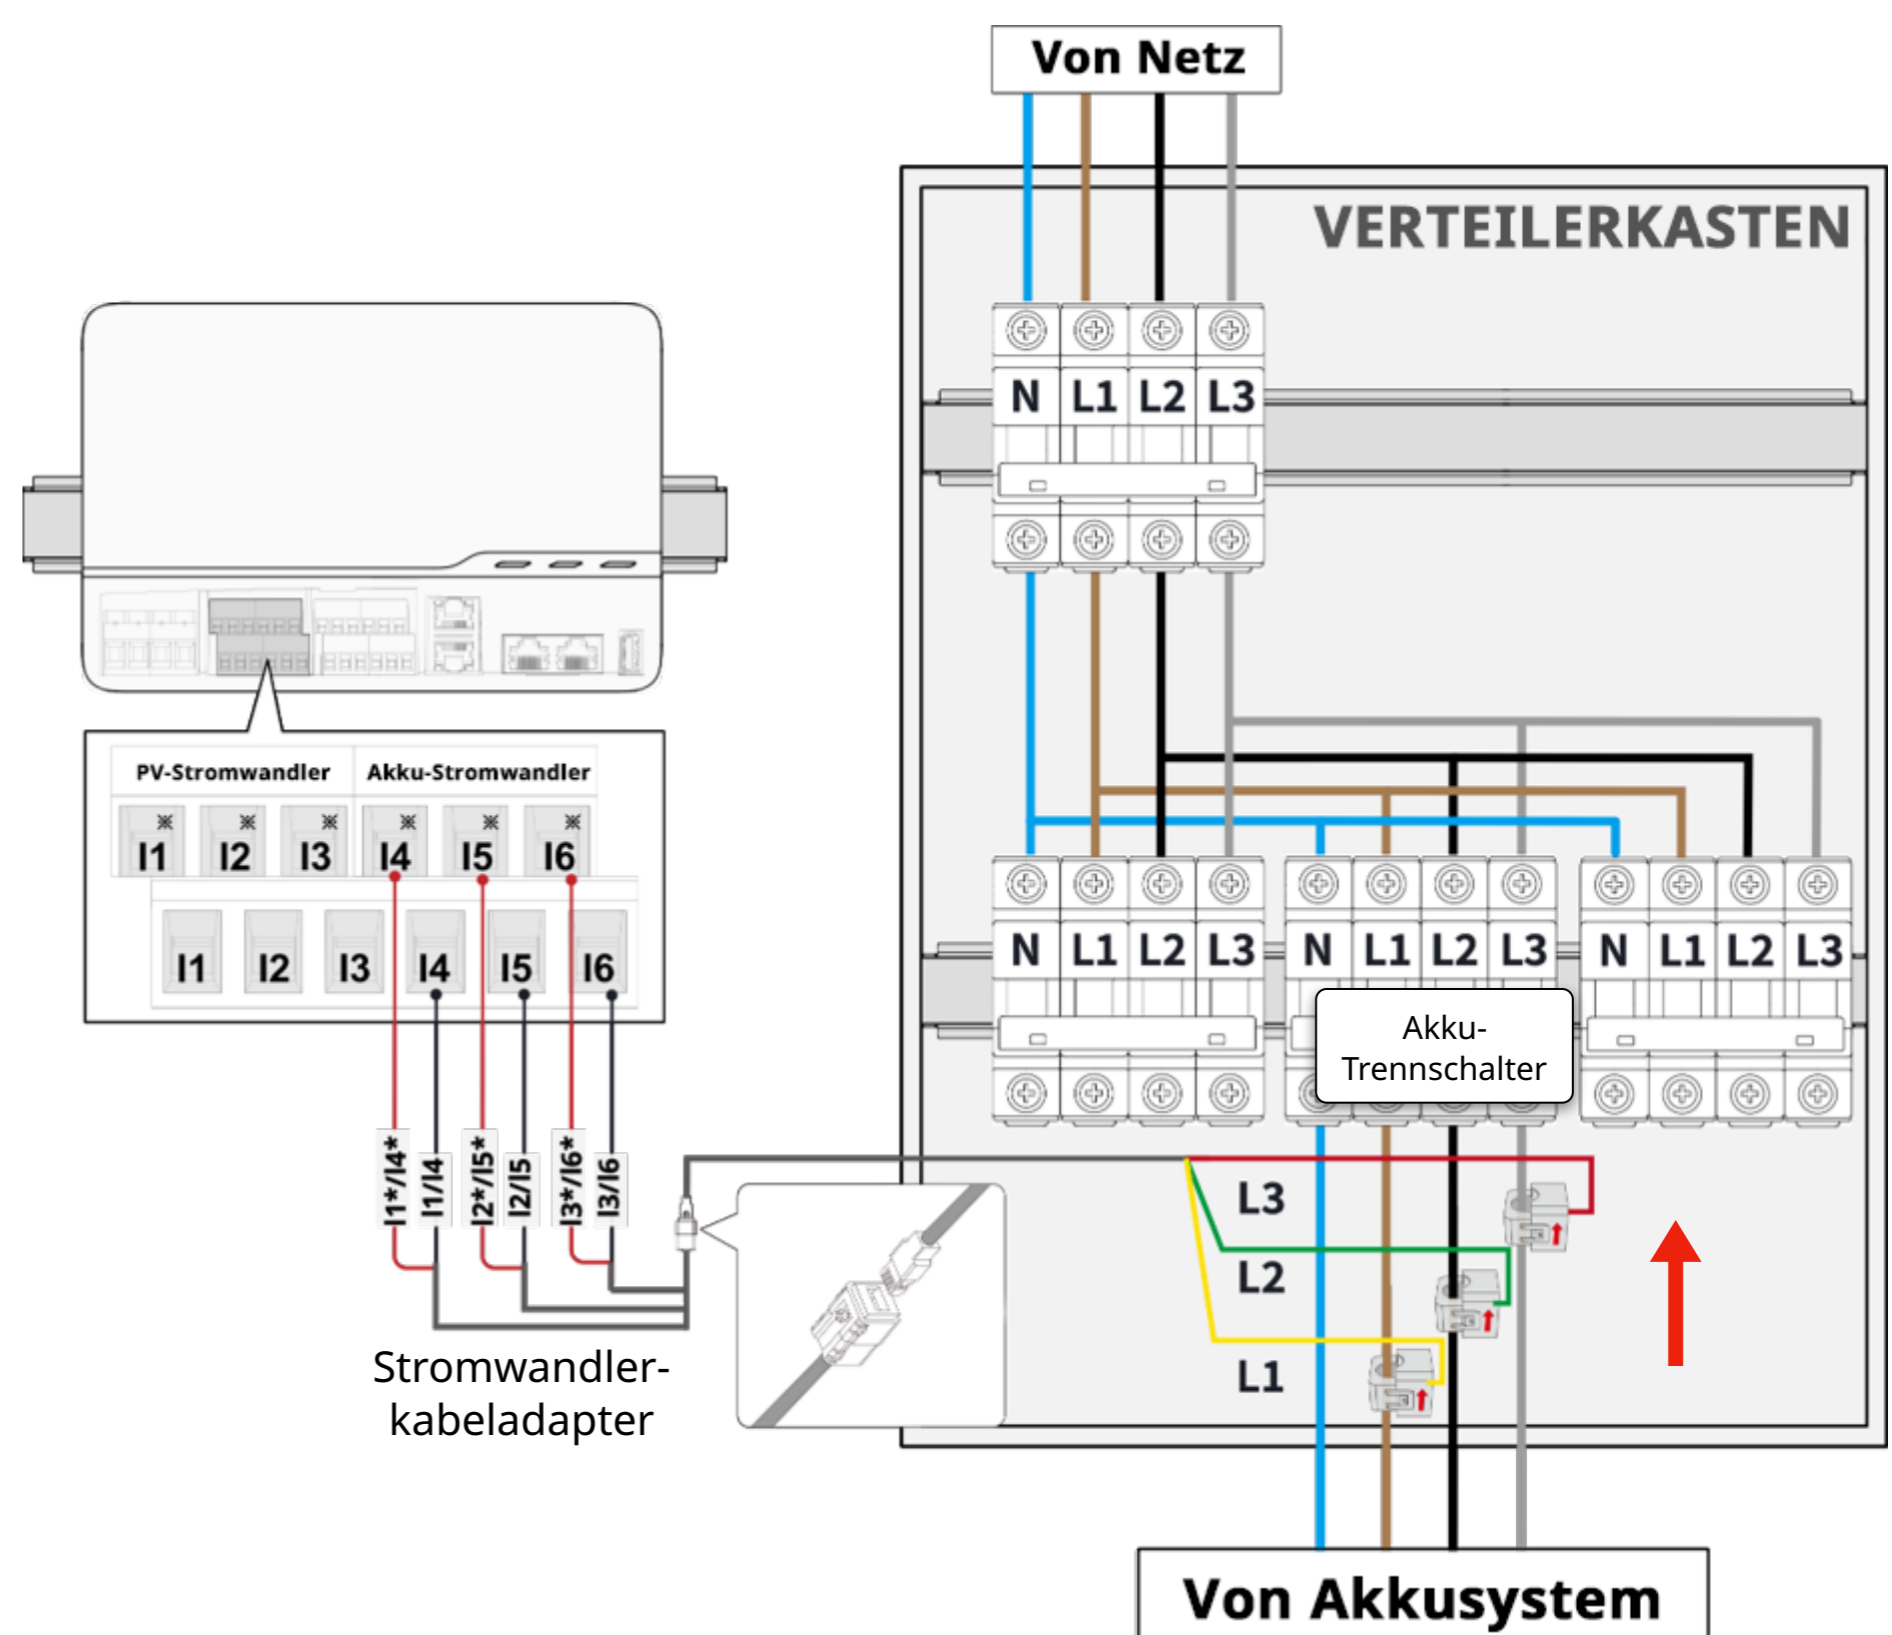 Von Netz
VERTEILERKASTEN
N L1 L2 L3
PV-Stromwandler Akku-Stromwandler
※ ※ ※ ※ ※ ※
I1 I2 I3 I4 I5 I6
I1 I2 I3 I4 I5 I6
N L1 L2 L3 N L1 L2 L3 N L1 L2 L3
Akku-
Trennschalter
I1*/I4*
I1/I4
I2*/I5*
I2/I5
I3*/I6*
I3/I6
L3
L2
L1
Stromwandler-
kabeladapter
Von Akkusystem